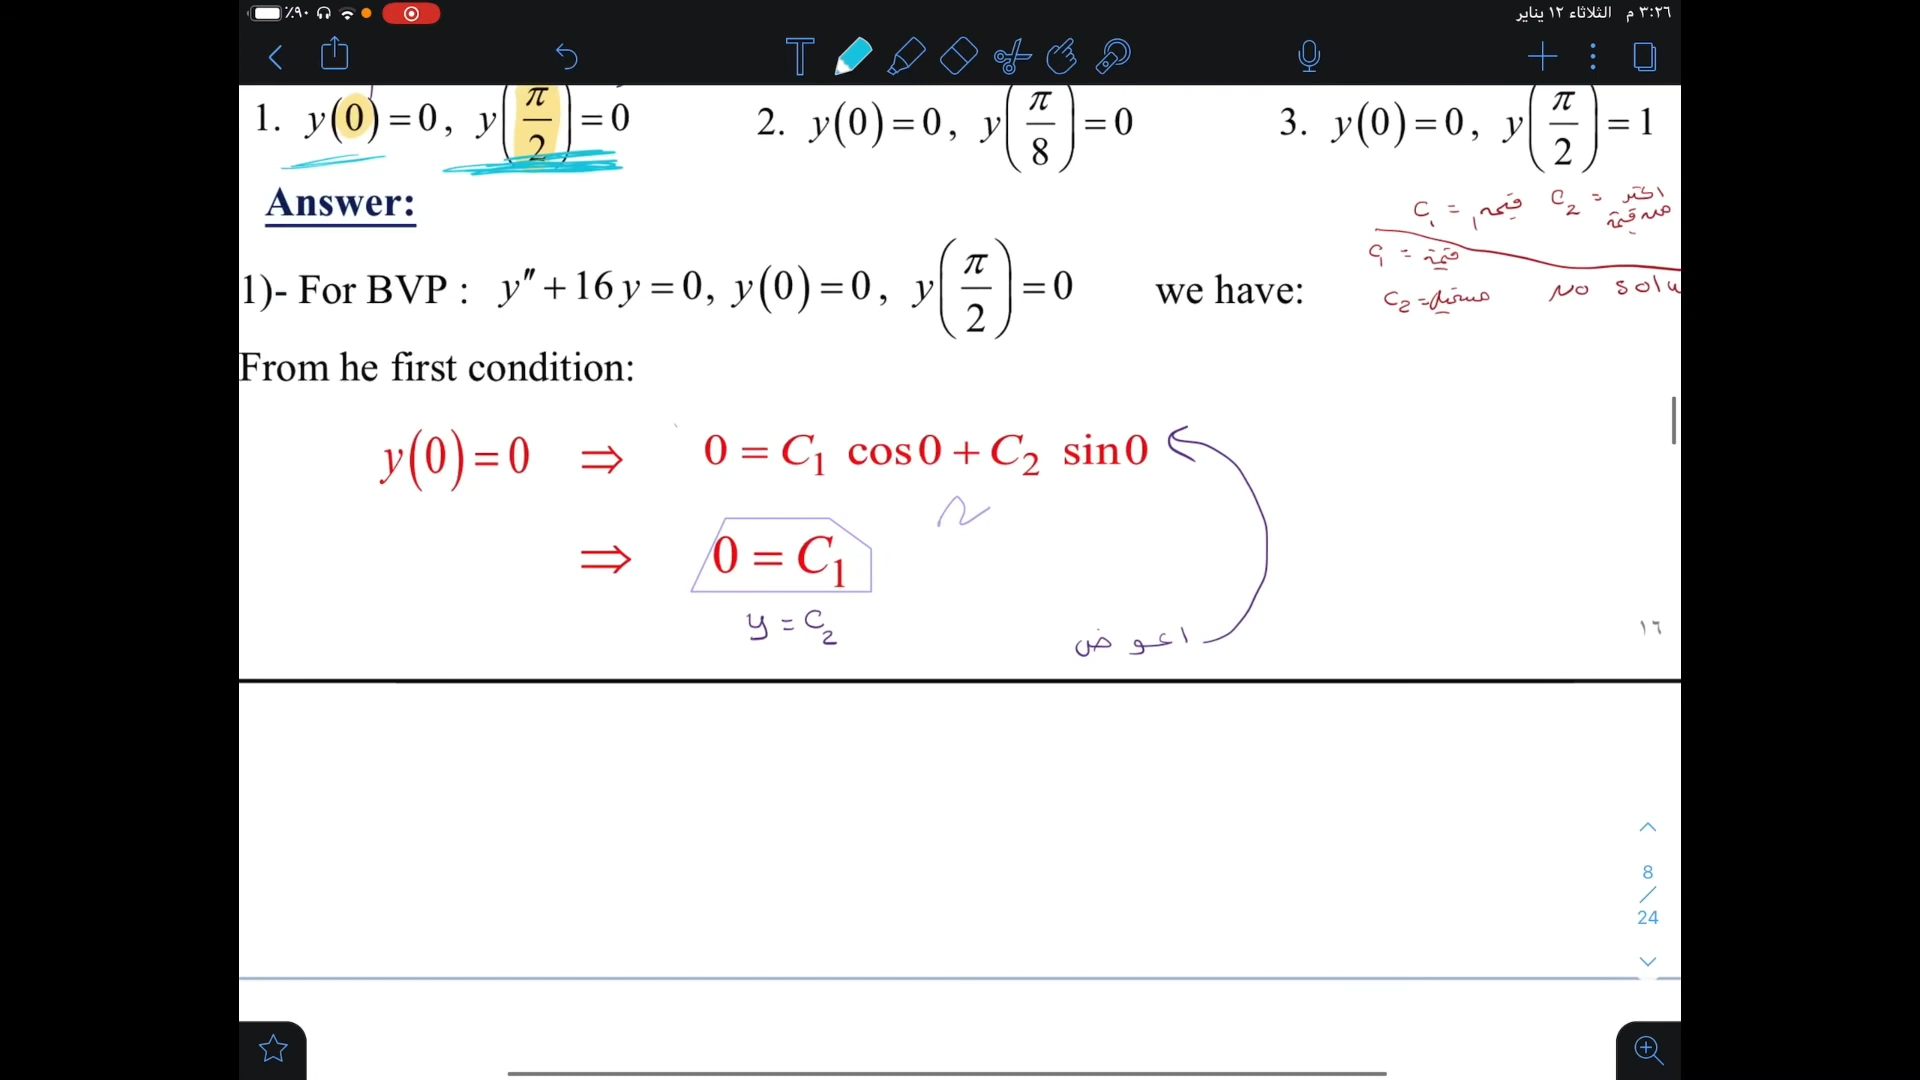 ٣:٢٦ م الثلاثاء ١٢ يناير
٪٩٠
1. y(0) = 0, y(π/2) = 0 2. y(0) = 0, y(π/8) = 0 3. y(0) = 0, y(π/2) = 1
Answer:
C₁ = قيمة, C₂ = اكثر من قيمة
C₁ = قيمة
C₂ = مستحيل No solu
1)- For BVP : y″ + 16y = 0, y(0) = 0, y(π/2) = 0 we have:
From he first condition:
y(0) = 0 ⇒ 0 = C₁ cos0 + C₂ sin0
⇒ 0 = C₁
y = C₂
اعوض
١٦
8
/
24